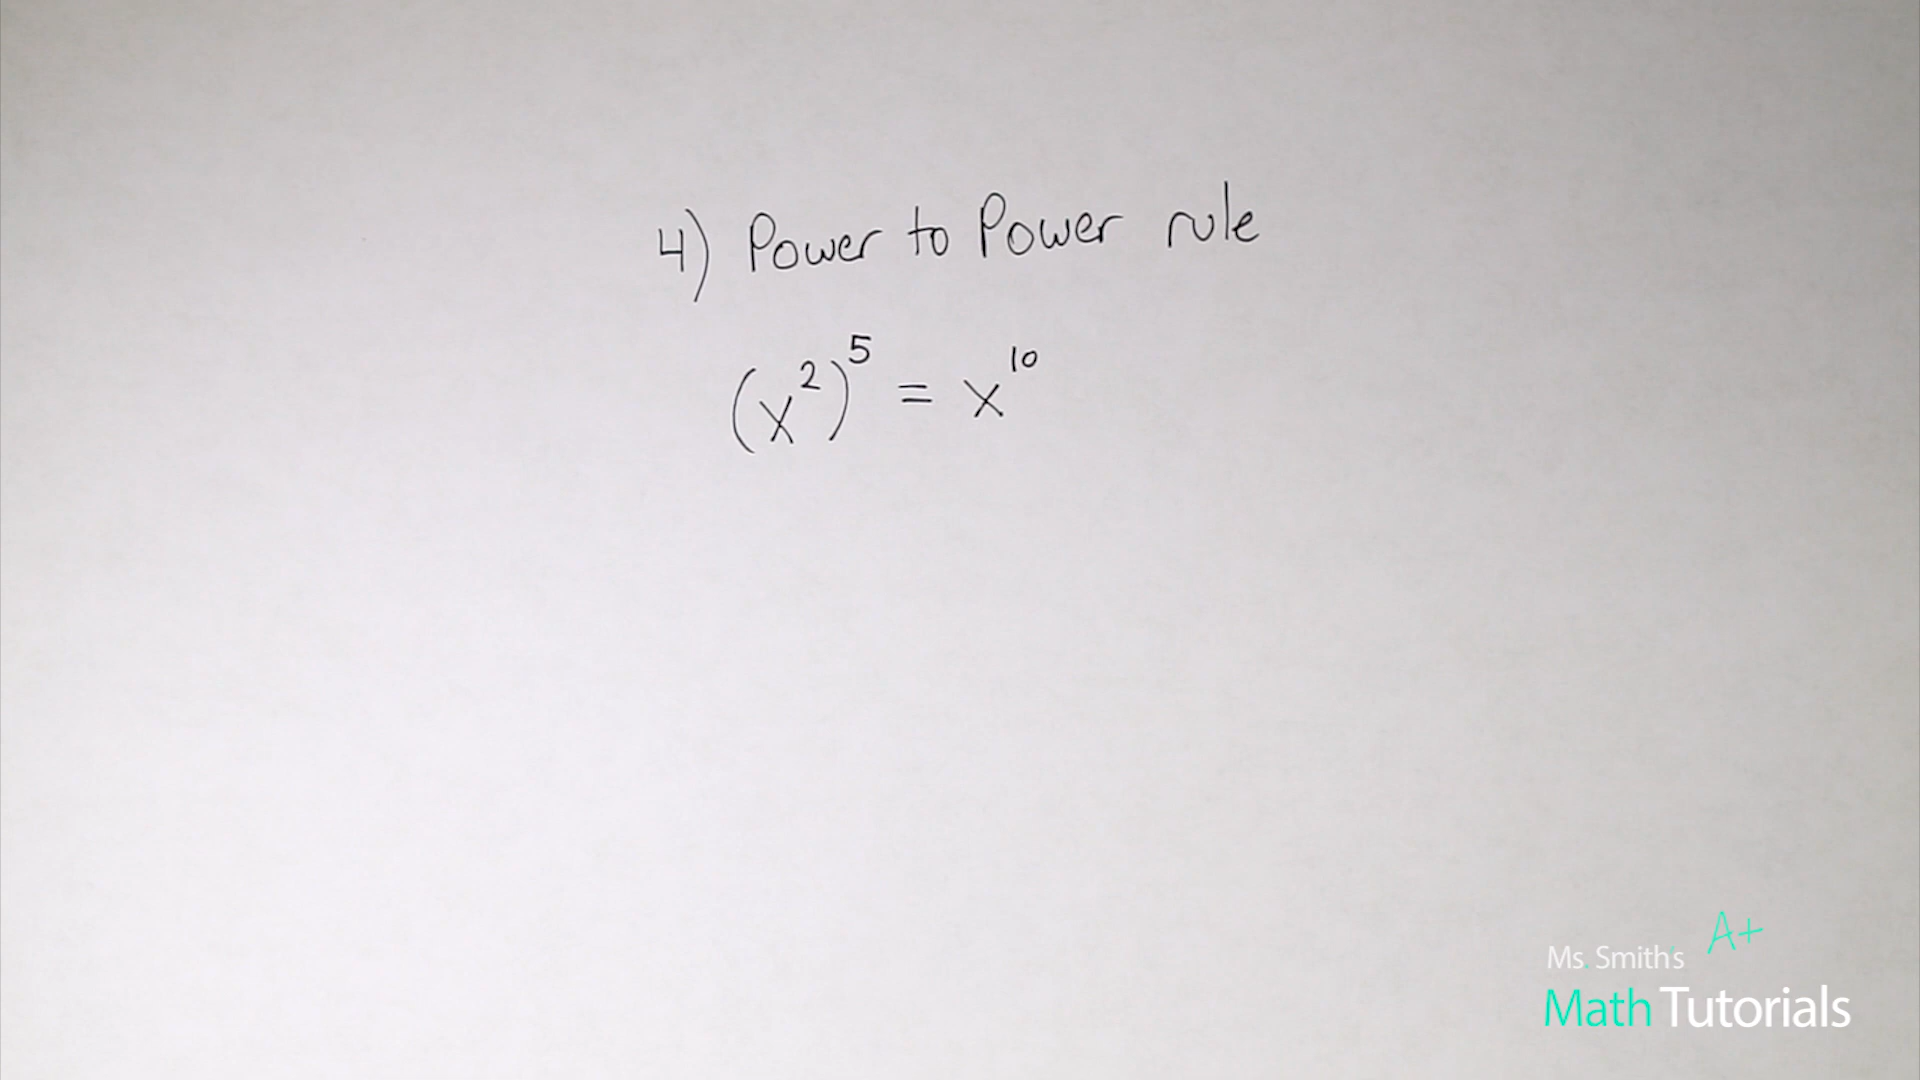 4) Power to Power rule
(x²)⁵ = x¹⁰
A+
Ms. Smith's
Math Tutorials